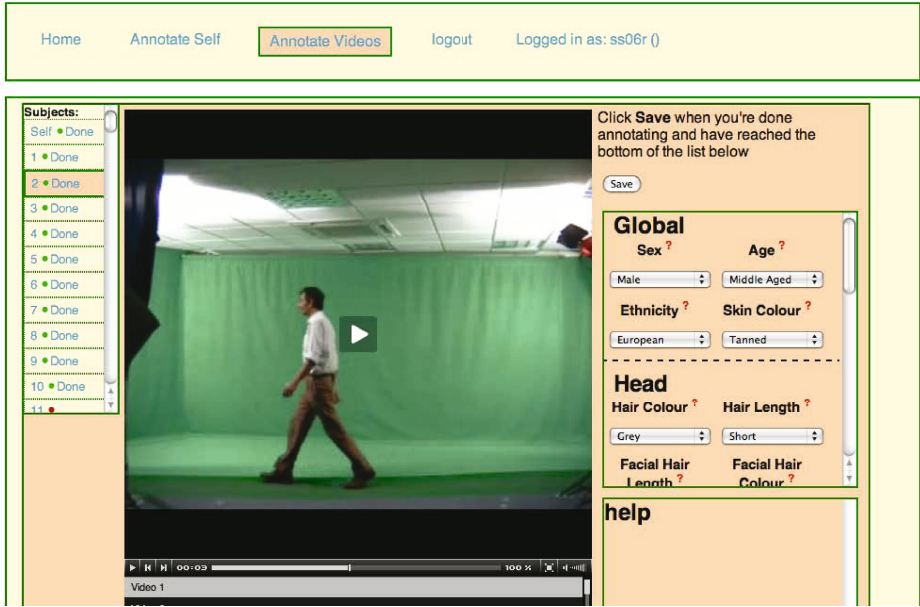 Home Annotate Self Annotate Videos logout Logged in as: ss06r ()
Subjects:
Self Done
1 Done
2 Done
3 Done
4 Done
5 Done
6 Done
7 Done
8 Done
9 Done
10 Done
11
00:03 100 %
Video 1
Click Save when you're done
annotating and have reached the
bottom of the list below
Save
Global
Sex ? Age ?
Male Middle Aged
Ethnicity ? Skin Colour ?
European Tanned
Head
Hair Colour ? Hair Length ?
Grey Short
Facial Hair Facial Hair
Length ? Colour ?
help